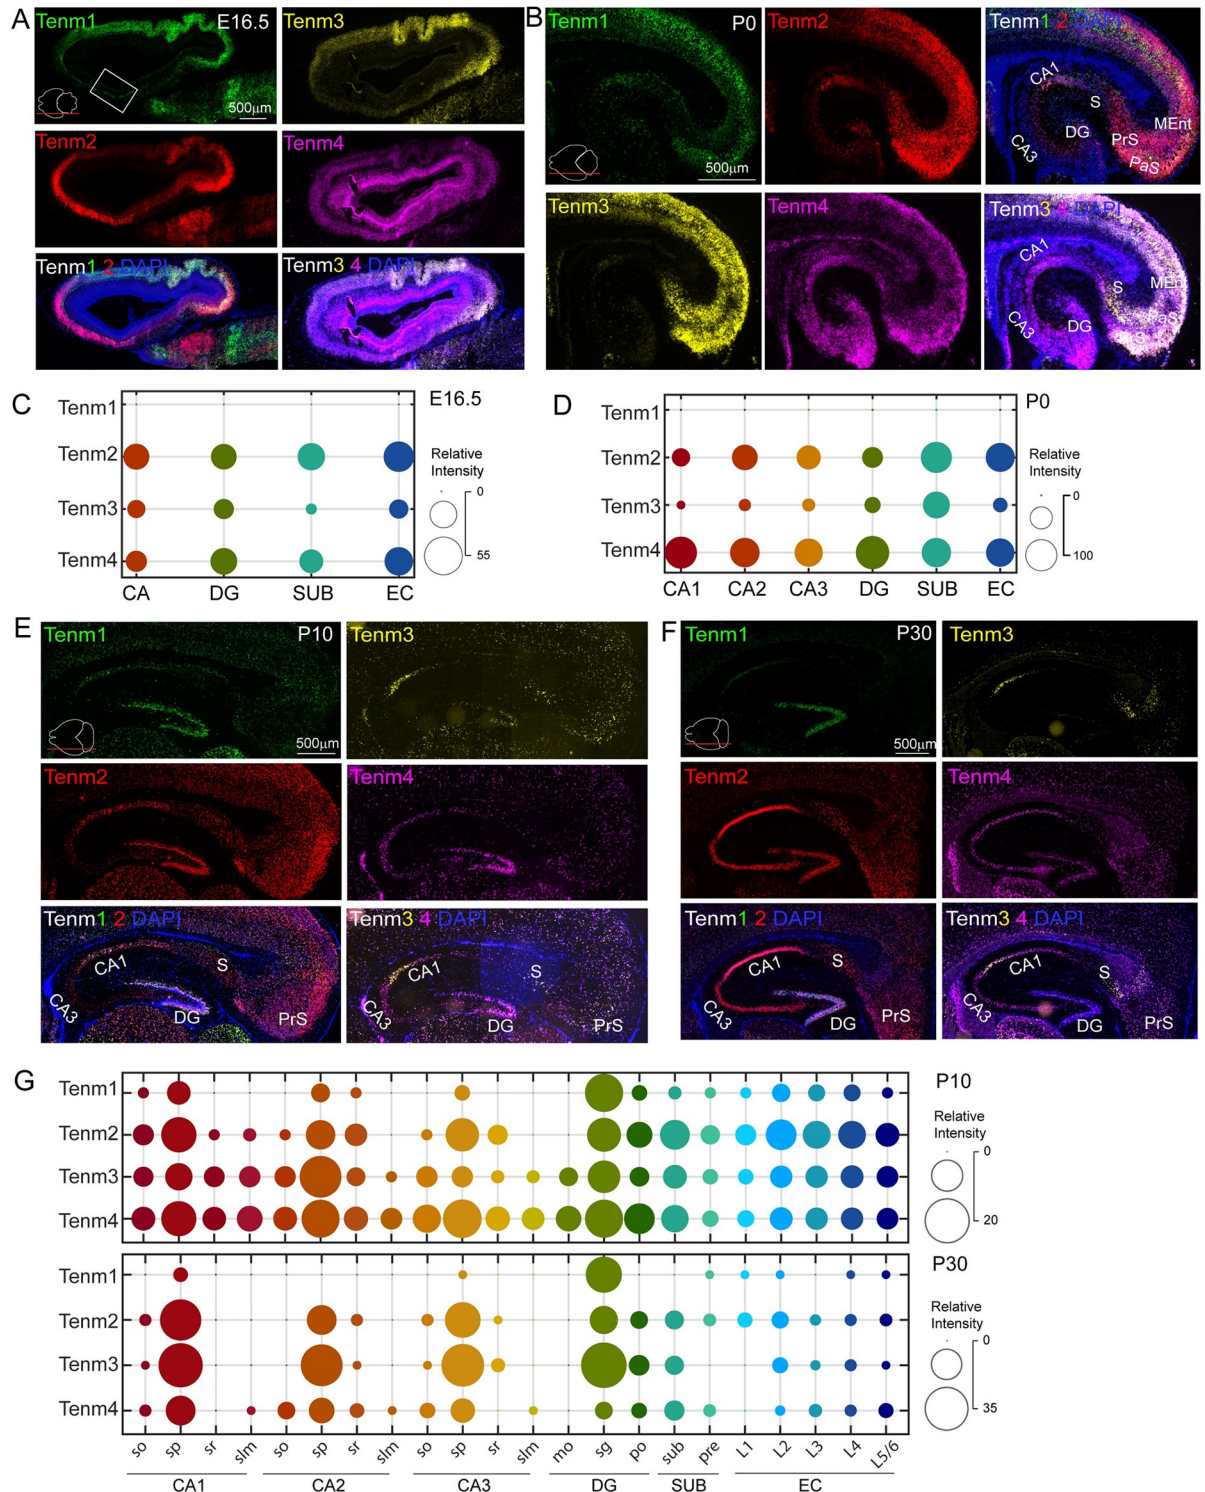 A
Tenm1
E16.5
500µm
Tenm3
Tenm2
Tenm4
Tenm1 2 DAPI
Tenm3 4 DAPI
B
Tenm1
P0
500µm
Tenm2
Tenm1 2 DAPI
CA1
S
DG
CA3
PrS
MEnt
PaS
Tenm3
Tenm4
Tenm3 4 DAPI
CA1
S
MEnt
CA3
DG
PaS
PrS
C
E16.5
Tenm1
Tenm2
Tenm3
Tenm4
CA DG SUB EC
Relative
Intensity
0
55
D
P0
Tenm1
Tenm2
Tenm3
Tenm4
CA1 CA2 CA3 DG SUB EC
Relative
Intensity
0
100
E
Tenm1
P10
500µm
Tenm3
Tenm2
Tenm4
Tenm1 2 DAPI
CA1
S
CA3
DG
PrS
Tenm3 4 DAPI
CA1
S
CA3
DG
PrS
F
Tenm1
P30
500µm
Tenm3
Tenm2
Tenm4
Tenm1 2 DAPI
CA1
S
CA3
DG
PrS
Tenm3 4 DAPI
CA1
S
CA3
DG
PrS
G
P10
Tenm1
Tenm2
Tenm3
Tenm4
Relative
Intensity
0
20
P30
Tenm1
Tenm2
Tenm3
Tenm4
Relative
Intensity
0
35
so sp sr slm so sp sr slm so sp sr slm mo sg po sub pre L1 L2 L3 L4 L5/6
CA1 CA2 CA3 DG SUB EC